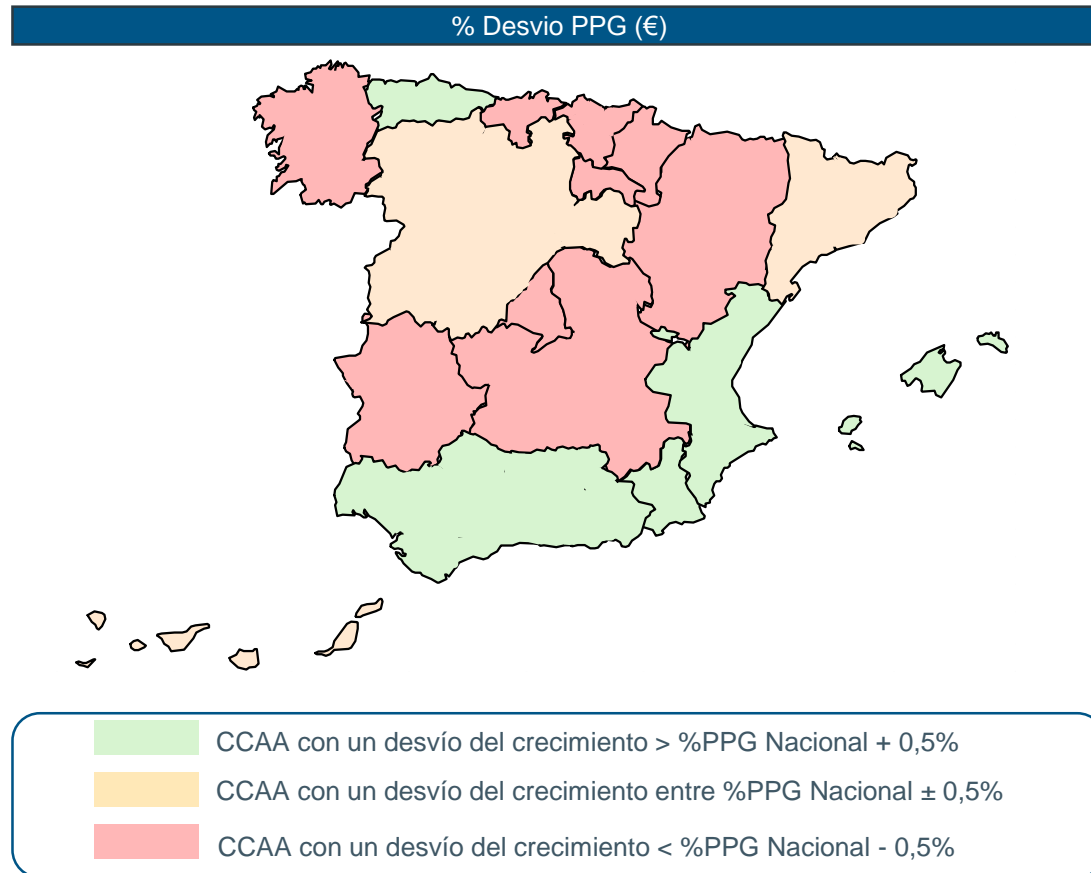 % Desvio PPG (€)
CCAA con un desvío del crecimiento > %PPG Nacional + 0,5%
CCAA con un desvío del crecimiento entre %PPG Nacional ± 0,5%
CCAA con un desvío del crecimiento < %PPG Nacional - 0,5%